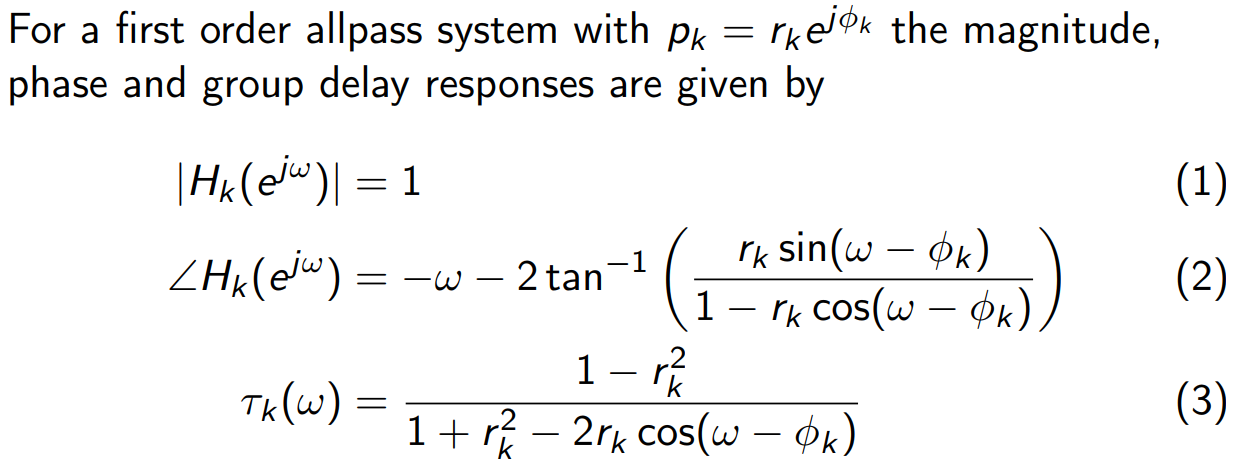 For a first order allpass system with $p_k = r_k e^{j\phi_k}$ the magnitude,
phase and group delay responses are given by
$|H_k(e^{j\omega})| = 1$ (1)
$\angle H_k(e^{j\omega}) = -\omega - 2\tan^{-1}\left(\frac{r_k \sin(\omega - \phi_k)}{1 - r_k \cos(\omega - \phi_k)}\right)$ (2)
$\tau_k(\omega) = \frac{1 - r_k^2}{1 + r_k^2 - 2r_k \cos(\omega - \phi_k)}$ (3)